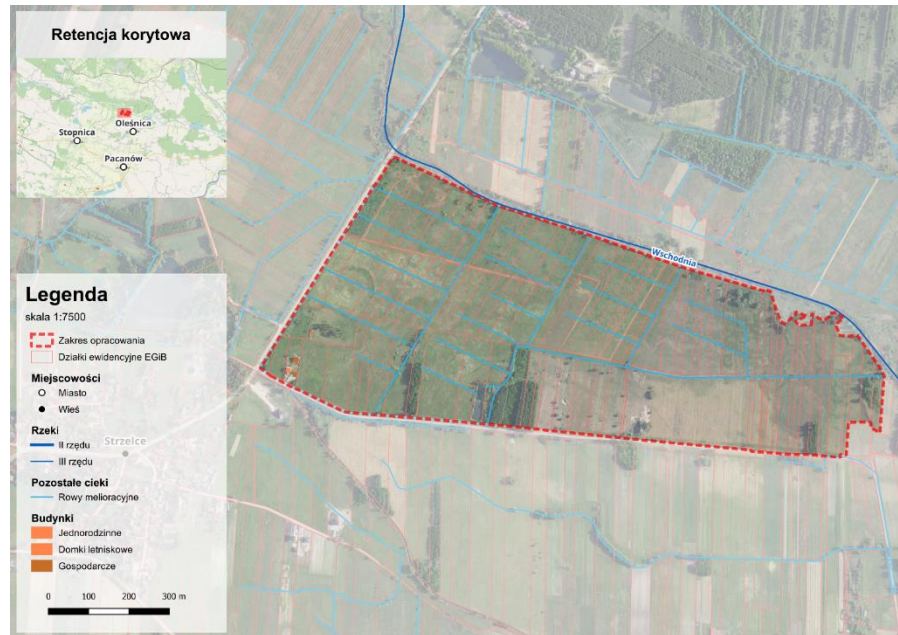 Retencja korytowa
Stopnica
Oleśnica
Pacanów
Wschodnia
Strzelce
Legenda
skala 1:7500
Zakres opracowania
Działki ewidencyjne EGiB
Miejscowości
Miasto
Wieś
Rzeki
II rzędu
III rzędu
Pozostałe cieki
Rowy melioracyjne
Budynki
Jednorodzinne
Domki letniskowe
Gospodarcze
0 100 200 300 m